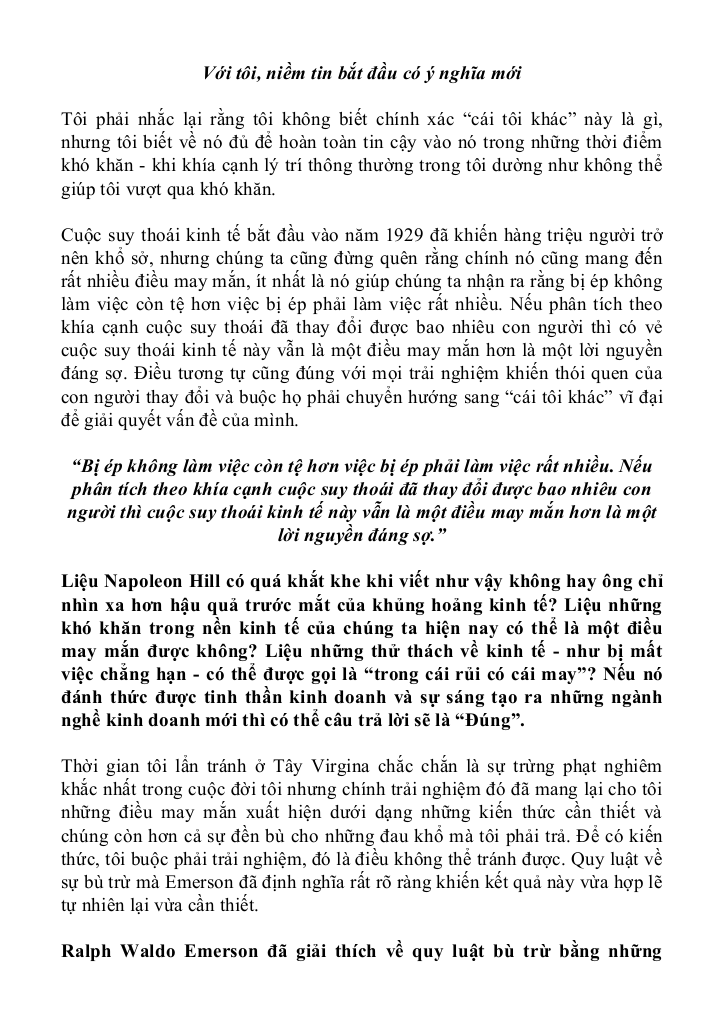 Với tôi, niềm tin bắt đầu có ý nghĩa mới
Tôi phải nhắc lại rằng tôi không biết chính xác “cái tôi khác” này là gì,
nhưng tôi biết về nó đủ để hoàn toàn tin cậy vào nó trong những thời điểm
khó khăn - khi khía cạnh lý trí thông thường trong tôi dường như không thể
giúp tôi vượt qua khó khăn.
Cuộc suy thoái kinh tế bắt đầu vào năm 1929 đã khiến hàng triệu người trở
nên khổ sở, nhưng chúng ta cũng đừng quên rằng chính nó cũng mang đến
rất nhiều điều may mắn, ít nhất là nó giúp chúng ta nhận ra rằng bị ép không
làm việc còn tệ hơn việc bị ép phải làm việc rất nhiều. Nếu phân tích theo
khía cạnh cuộc suy thoái đã thay đổi được bao nhiêu con người thì có vẻ
cuộc suy thoái kinh tế này vẫn là một điều may mắn hơn là một lời nguyền
đáng sợ. Điều tương tự cũng đúng với mọi trải nghiệm khiến thói quen của
con người thay đổi và buộc họ phải chuyển hướng sang “cái tôi khác” vĩ đại
để giải quyết vấn đề của mình.
“Bị ép không làm việc còn tệ hơn việc bị ép phải làm việc rất nhiều. Nếu
phân tích theo khía cạnh cuộc suy thoái đã thay đổi được bao nhiêu con
người thì cuộc suy thoái kinh tế này vẫn là một điều may mắn hơn là một
lời nguyền đáng sợ.”
Liệu Napoleon Hill có quá khắt khe khi viết như vậy không hay ông chỉ
nhìn xa hơn hậu quả trước mắt của khủng hoảng kinh tế? Liệu những
khó khăn trong nền kinh tế của chúng ta hiện nay có thể là một điều
may mắn được không? Liệu những thử thách về kinh tế - như bị mất
việc chẳng hạn - có thể được gọi là “trong cái rủi có cái may”? Nếu nó
đánh thức được tinh thần kinh doanh và sự sáng tạo ra những ngành
nghề kinh doanh mới thì có thể câu trả lời sẽ là “Đúng”.
Thời gian tôi lẩn tránh ở Tây Virgina chắc chắn là sự trừng phạt nghiêm
khắc nhất trong cuộc đời tôi nhưng chính trải nghiệm đó đã mang lại cho tôi
những điều may mắn xuất hiện dưới dạng những kiến thức cần thiết và
chúng còn hơn cả sự đền bù cho những đau khổ mà tôi phải trả. Để có kiến
thức, tôi buộc phải trải nghiệm, đó là điều không thể tránh được. Quy luật về
sự bù trừ mà Emerson đã định nghĩa rất rõ ràng khiến kết quả này vừa hợp lẽ
tự nhiên lại vừa cần thiết.
Ralph Waldo Emerson đã giải thích về quy luật bù trừ bằng những